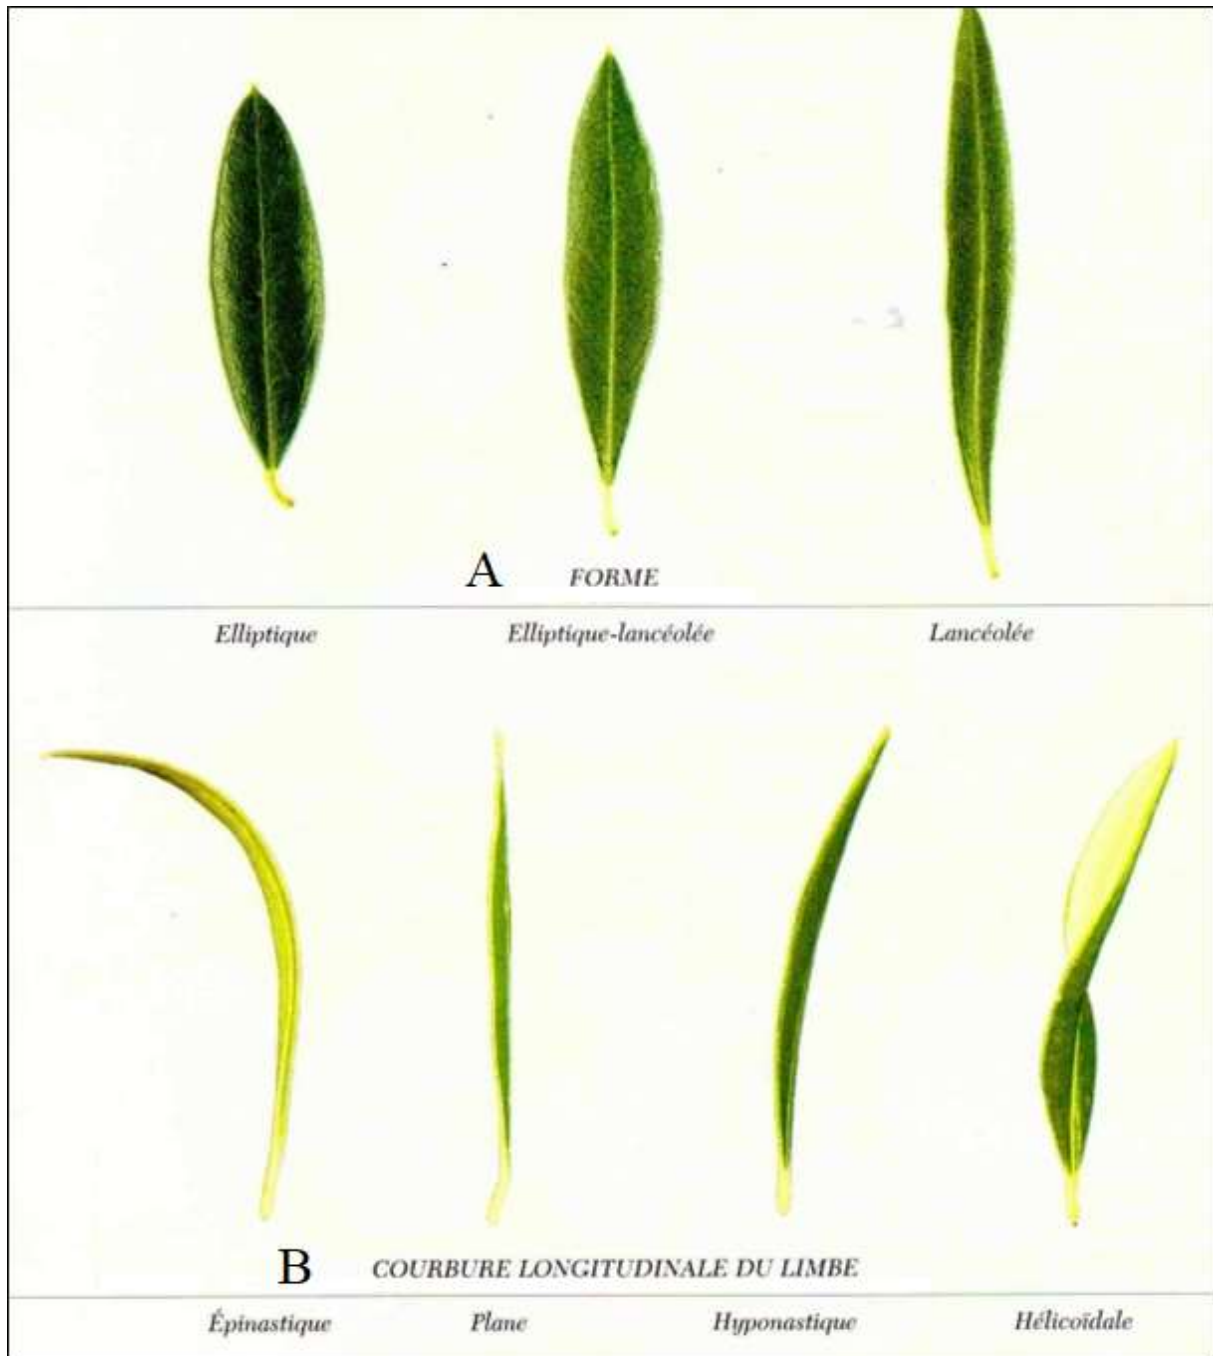 A FORME
Elliptique Elliptique-lancéolée Lancéolée
B COURBURE LONGITUDINALE DU LIMBE
Épinastique Plane Hyponastique Hélicoïdale